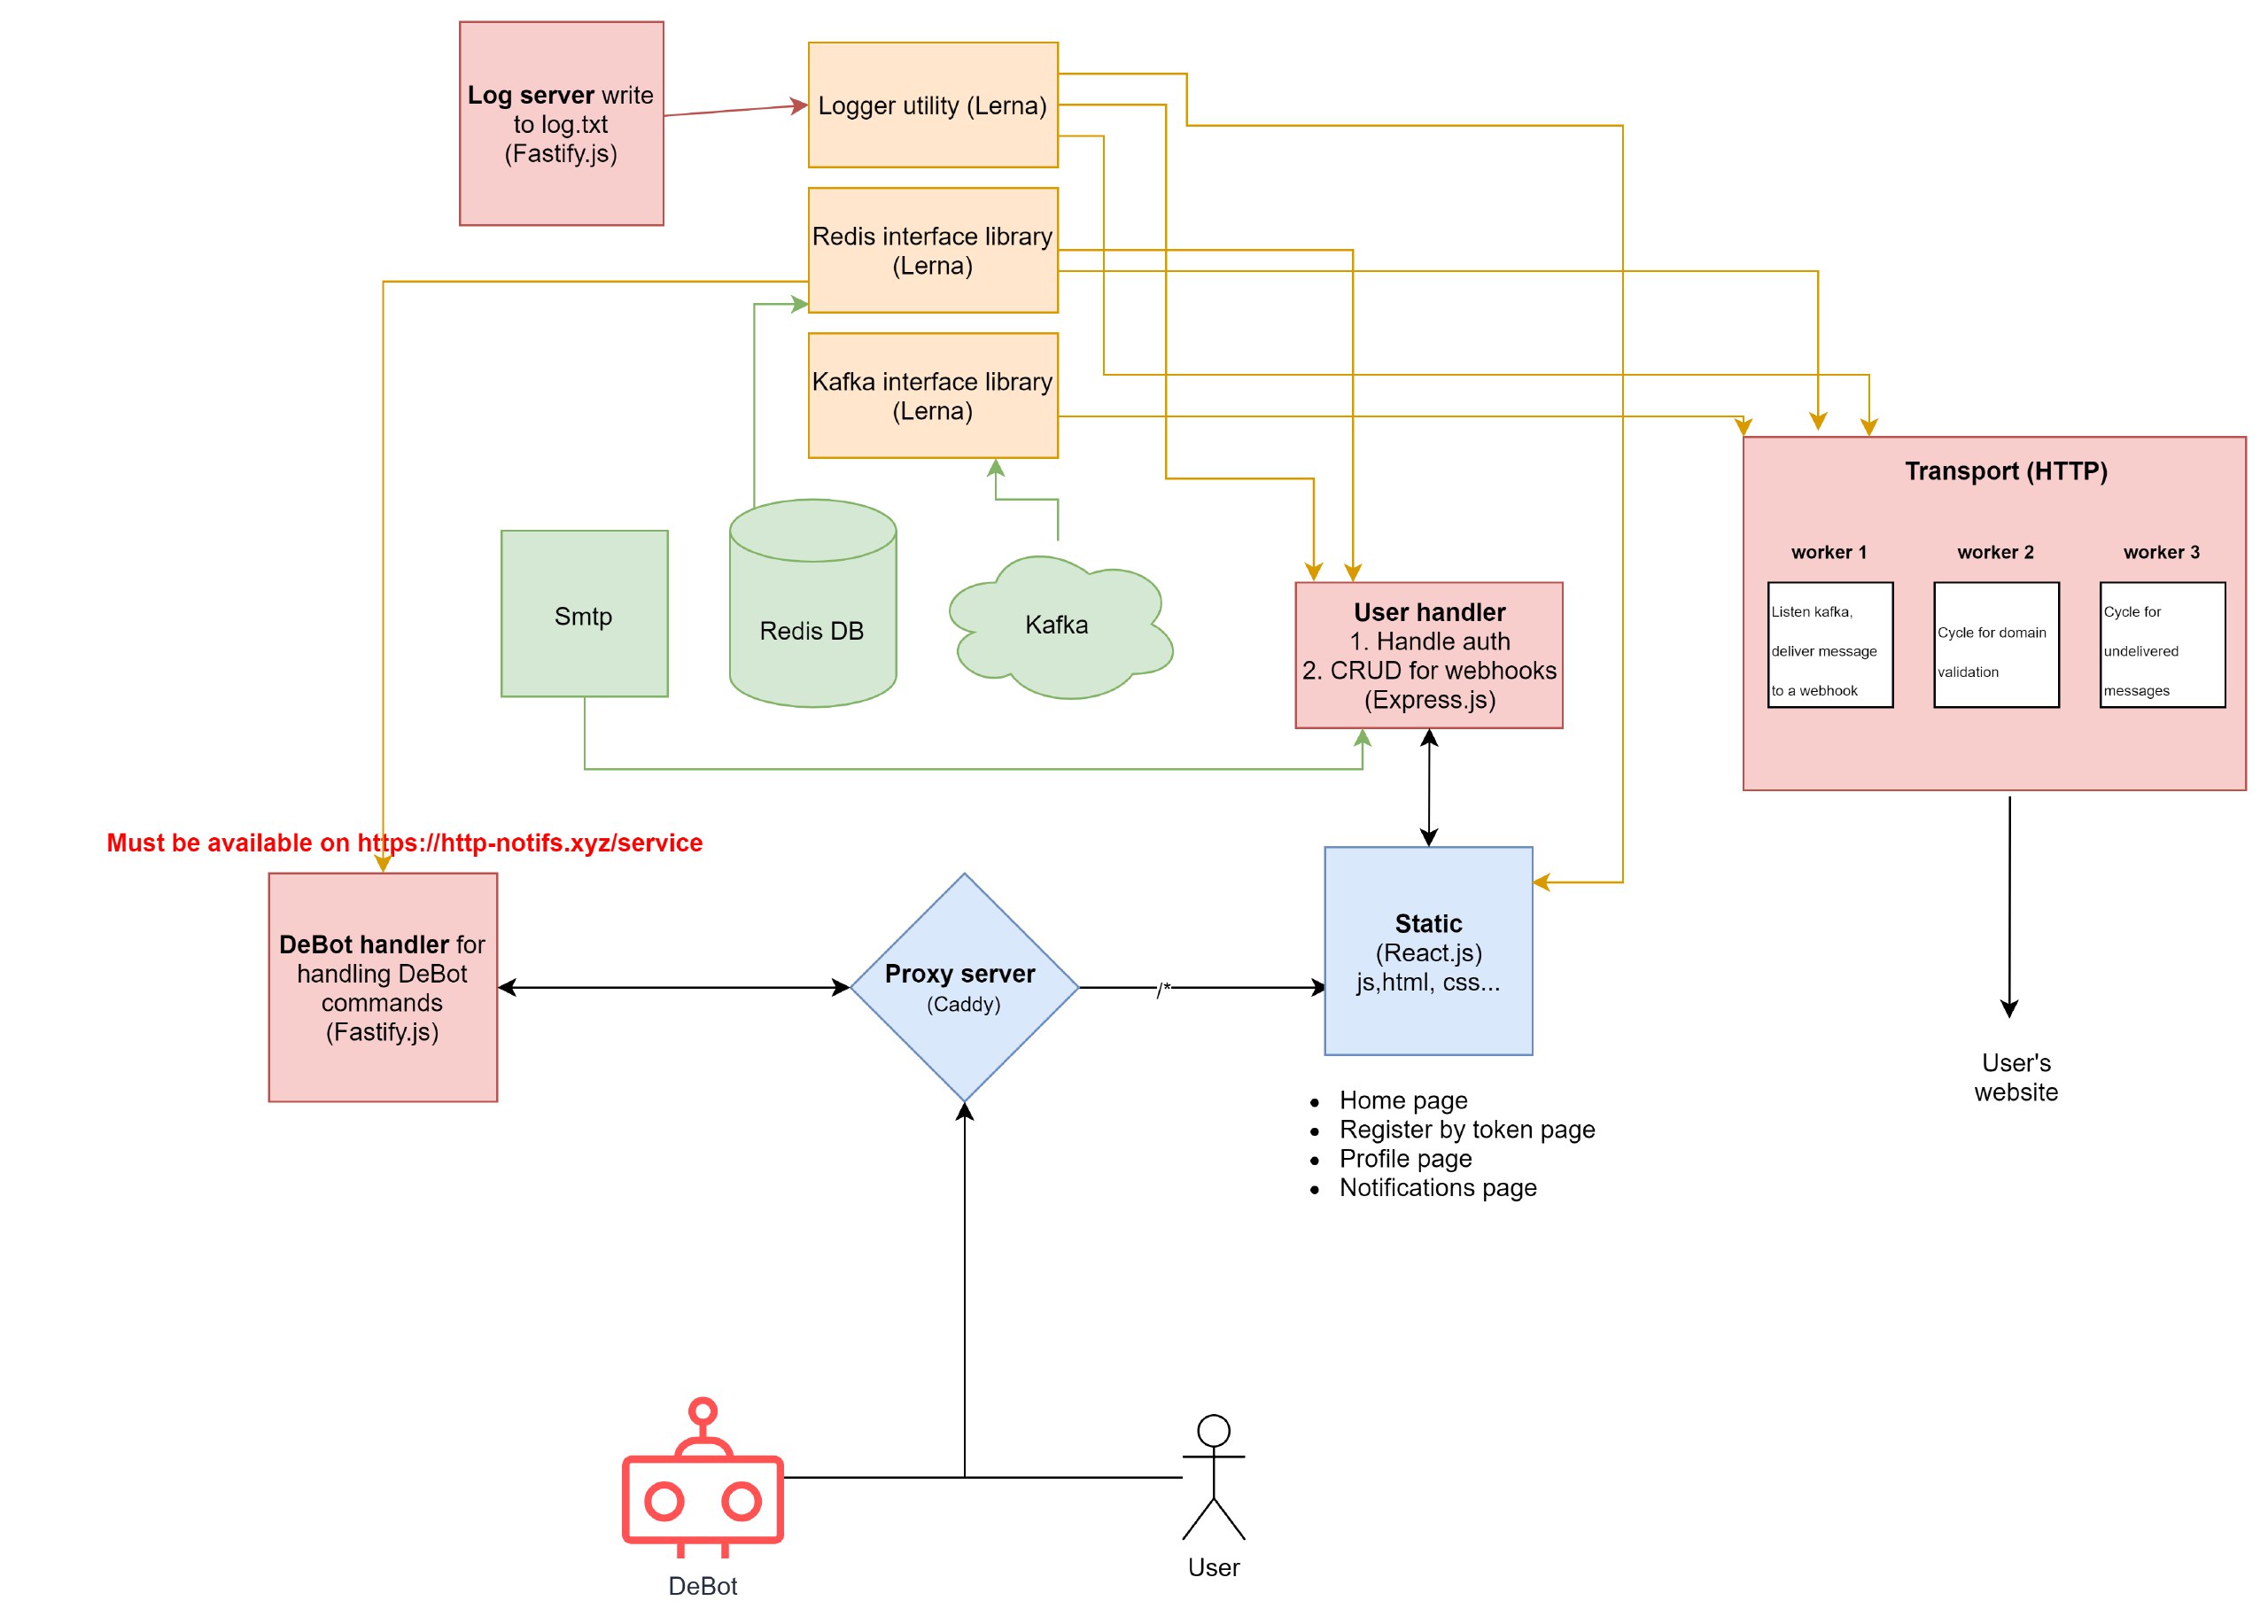 Log server write
to log.txt
(Fastify.js)
Logger utility (Lerna)
Redis interface library
(Lerna)
Kafka interface library
(Lerna)
Transport (HTTP)
worker 1
worker 2
worker 3
Listen kafka,
deliver message
to a webhook
Cycle for domain
validation
Cycle for
undelivered
messages
Smtp
Redis DB
Kafka
User handler
1. Handle auth
2. CRUD for webhooks
(Express.js)
Must be available on https://http-notifs.xyz/service
DeBot handler for
handling DeBot
commands
(Fastify.js)
Proxy server
(Caddy)
/*
Static
(React.js)
js,html, css...
User's
website
• Home page
• Register by token page
• Profile page
• Notifications page
DeBot
User